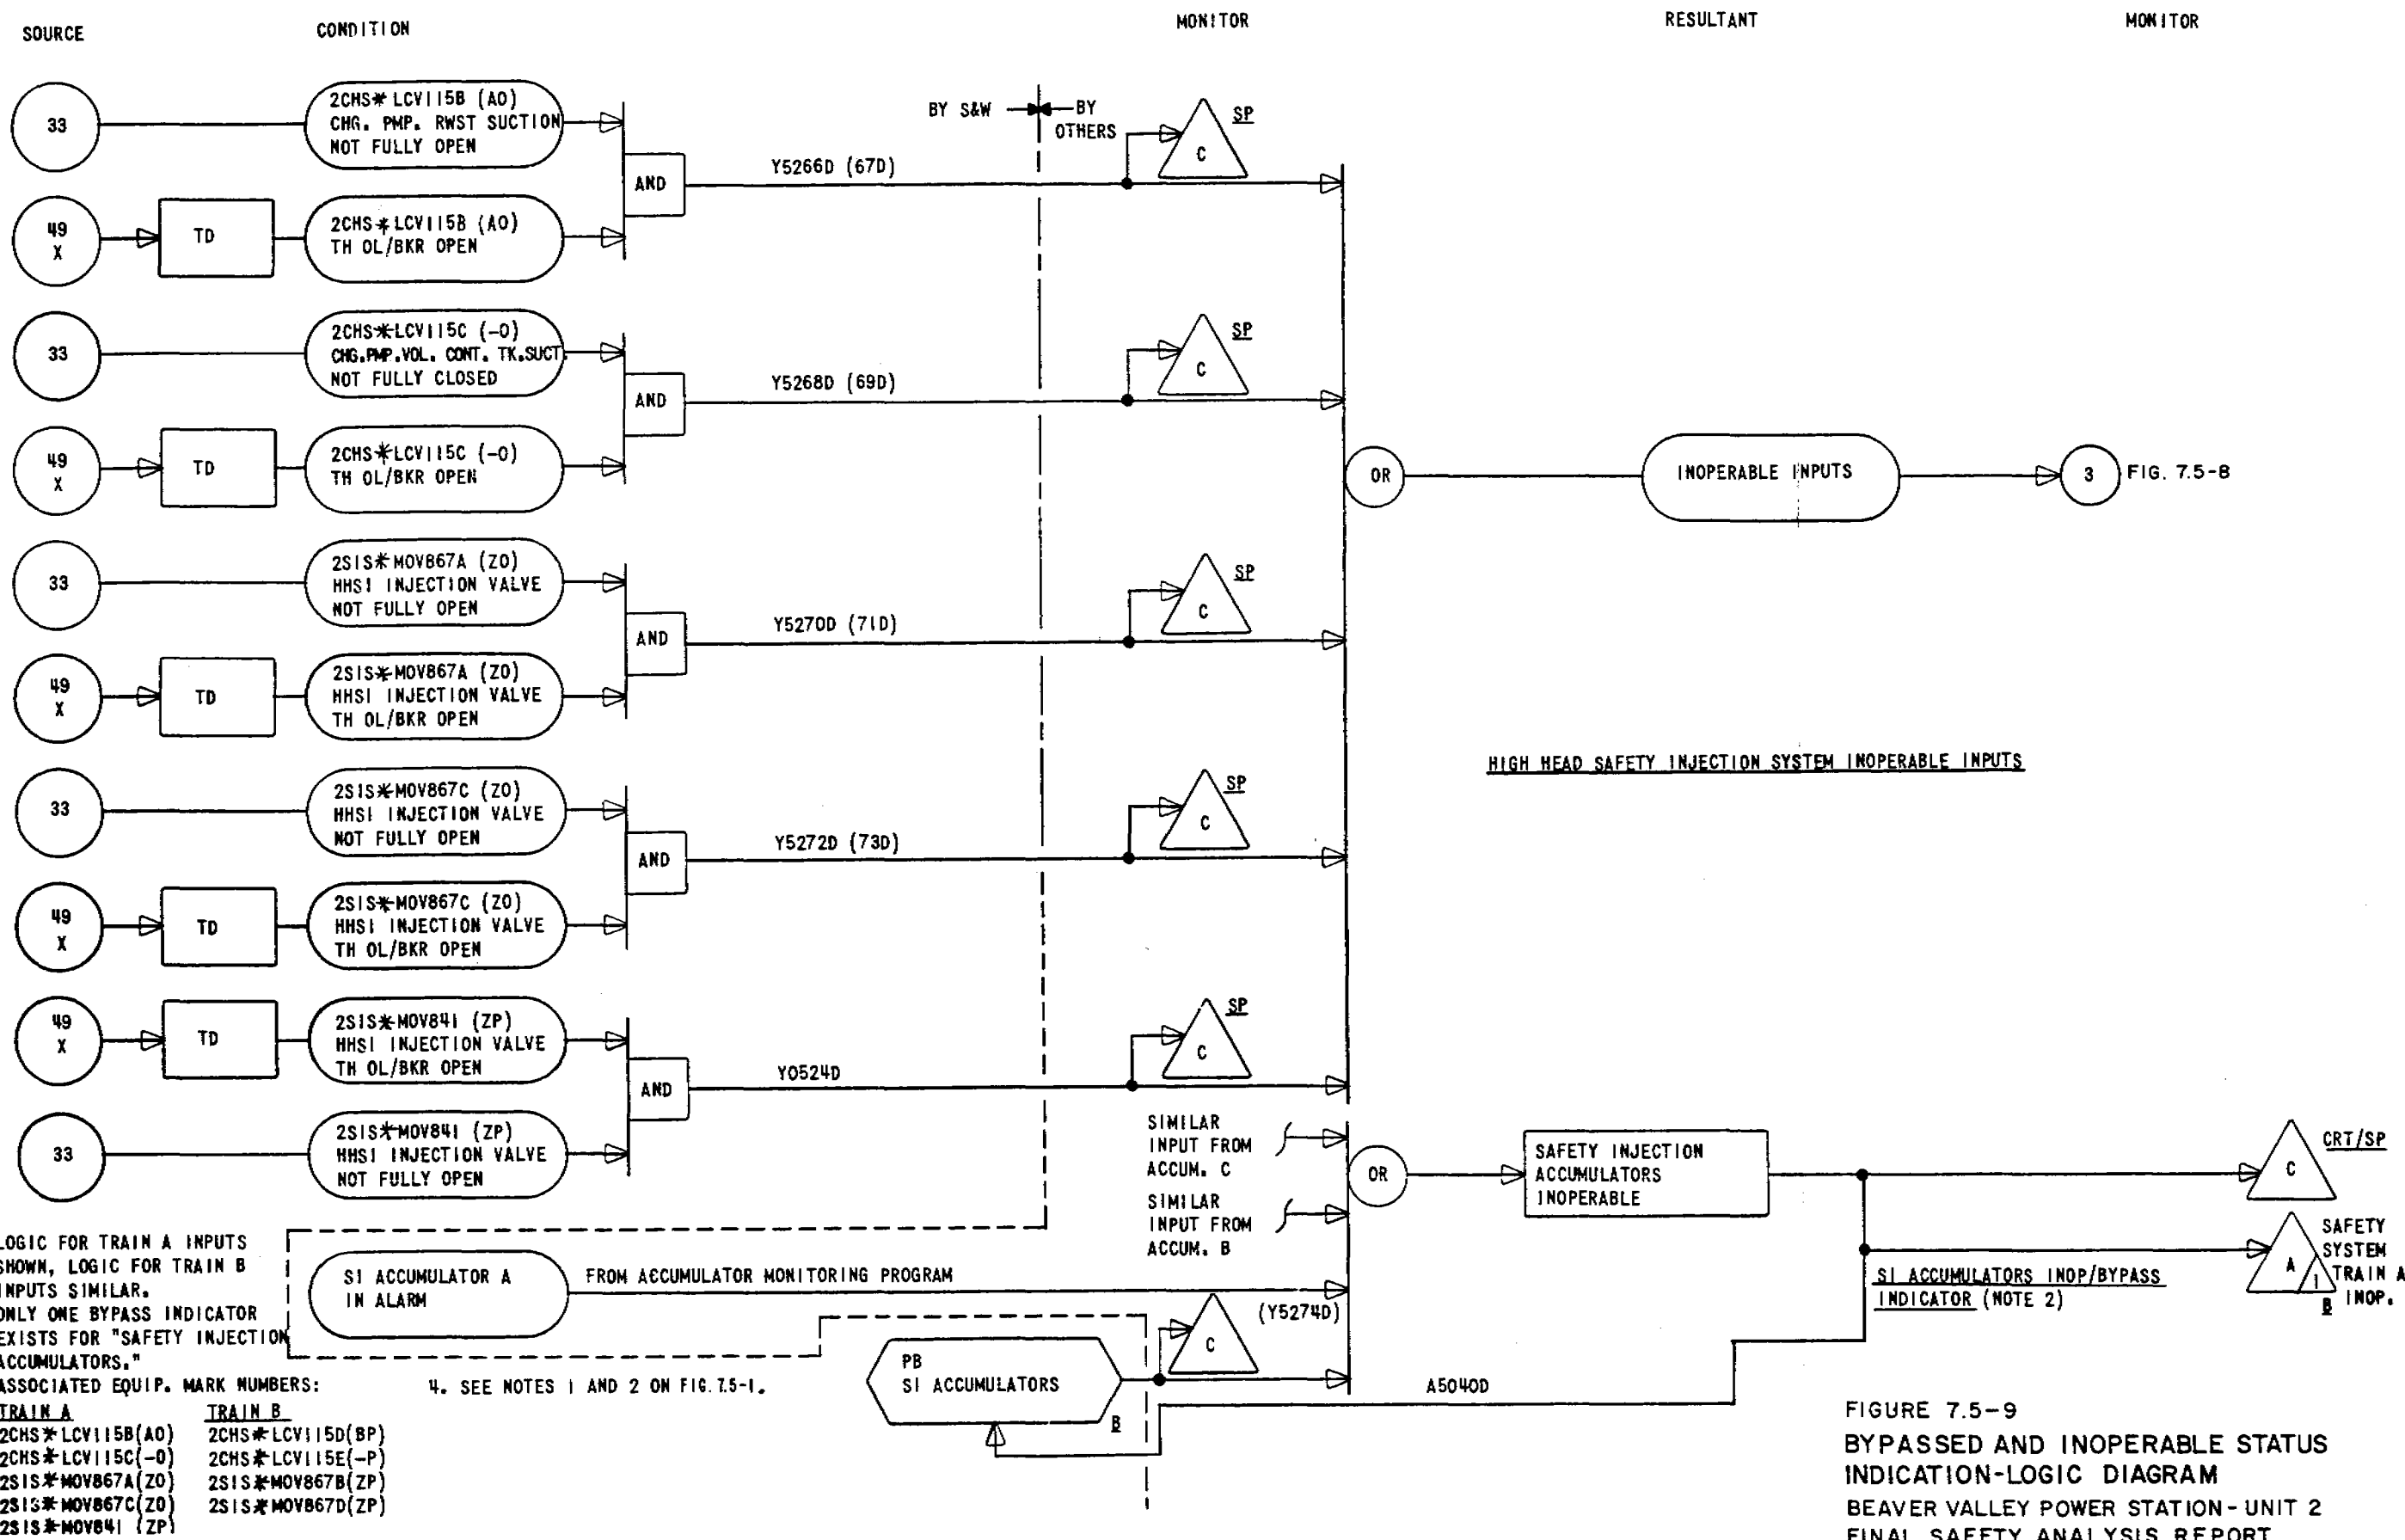 SOURCE
CONDITION
MONITOR
RESULTANT
MONITOR
33
2CHS* LCV115B (AO)
CHG. PMP. RWST SUCTION
NOT FULLY OPEN
49
X
TD
2CHS*LCV115B (AO)
TH OL/BKR OPEN
AND
Y5266D (67D)
BY S&W
BY
OTHERS
C
SP
33
2CHS*LCV115C (-O)
CHG.PMP.VOL. CONT. TK.SUCT
NOT FULLY CLOSED
49
X
TD
2CHS*LCV115C (-O)
TH OL/BKR OPEN
AND
Y5268D (69D)
C
SP
OR
INOPERABLE INPUTS
3
FIG. 7.5-8
33
2SIS*MOV867A (ZO)
HHSI INJECTION VALVE
NOT FULLY OPEN
49
X
TD
2SIS*MOV867A (ZO)
HHSI INJECTION VALVE
TH OL/BKR OPEN
AND
Y5270D (71D)
C
SP
HIGH HEAD SAFETY INJECTION SYSTEM INOPERABLE INPUTS
33
2SIS*MOV867C (ZO)
HHSI INJECTION VALVE
NOT FULLY OPEN
49
X
TD
2SIS*MOV867C (ZO)
HHSI INJECTION VALVE
TH OL/BKR OPEN
AND
Y5272D (73D)
C
SP
49
X
TD
2SIS*MOV841 (ZP)
HHSI INJECTION VALVE
TH OL/BKR OPEN
33
2SIS*MOV841 (ZP)
HHSI INJECTION VALVE
NOT FULLY OPEN
AND
Y0524D
C
SP
SIMILAR
INPUT FROM
ACCUM. C
SIMILAR
INPUT FROM
ACCUM. B
OR
SAFETY INJECTION
ACCUMULATORS
INOPERABLE
C
CRT/SP
A
1
B
SAFETY
SYSTEM
TRAIN A
INOP.
SI ACCUMULATORS INOP/BYPASS
INDICATOR (NOTE 2)
SI ACCUMULATOR A
IN ALARM
FROM ACCUMULATOR MONITORING PROGRAM
(Y5274D)
PB
SI ACCUMULATORS
B
C
A5040D
LOGIC FOR TRAIN A INPUTS
SHOWN, LOGIC FOR TRAIN B
INPUTS SIMILAR.
ONLY ONE BYPASS INDICATOR
EXISTS FOR "SAFETY INJECTION
ACCUMULATORS."
ASSOCIATED EQUIP. MARK NUMBERS:
TRAIN A TRAIN B
2CHS*LCV115B(AO) 2CHS*LCV115D(BP)
2CHS*LCV115C(-O) 2CHS*LCV115E(-P)
2SIS*MOV867A(ZO) 2SIS*MOV867B(ZP)
2SIS*MOV867C(ZO) 2SIS*MOV867D(ZP)
2SIS*MOV841 (ZP)
4. SEE NOTES 1 AND 2 ON FIG. 7.5-1.
FIGURE 7.5-9
BYPASSED AND INOPERABLE STATUS
INDICATION-LOGIC DIAGRAM
BEAVER VALLEY POWER STATION - UNIT 2
FINAL SAFETY ANALYSIS REPORT